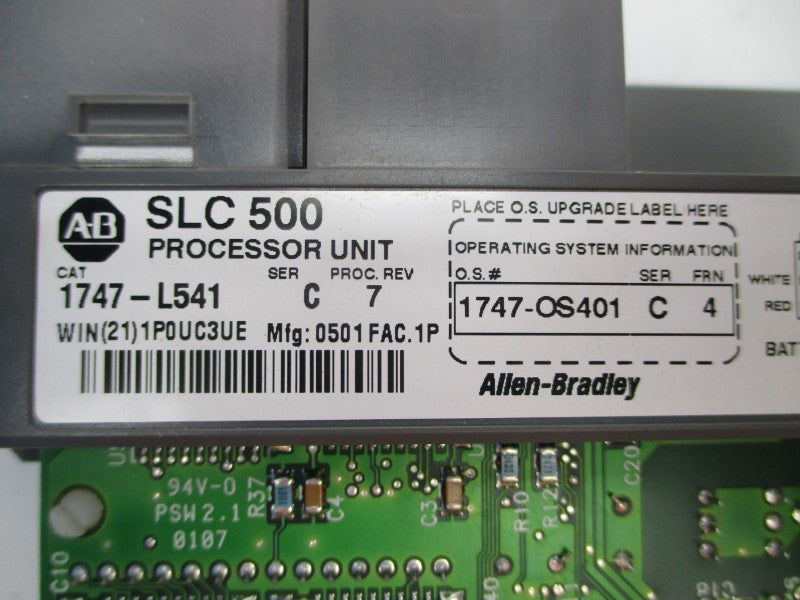 AB
SLC 500
PROCESSOR UNIT
CAT SER PROC. REV
1747-L541 C 7
WIN(21)1P0UC3UE Mfg: 0501FAC.1P
PLACE O.S. UPGRADE LABEL HERE
OPERATING SYSTEM INFORMATION
O.S.# SER FRN
1747-OS401 C 4
Allen-Bradley
WHITE
RED
BATT
94V-0
PSW 2.1
0107
R37
C4
C3
R10
R12
C20
C10